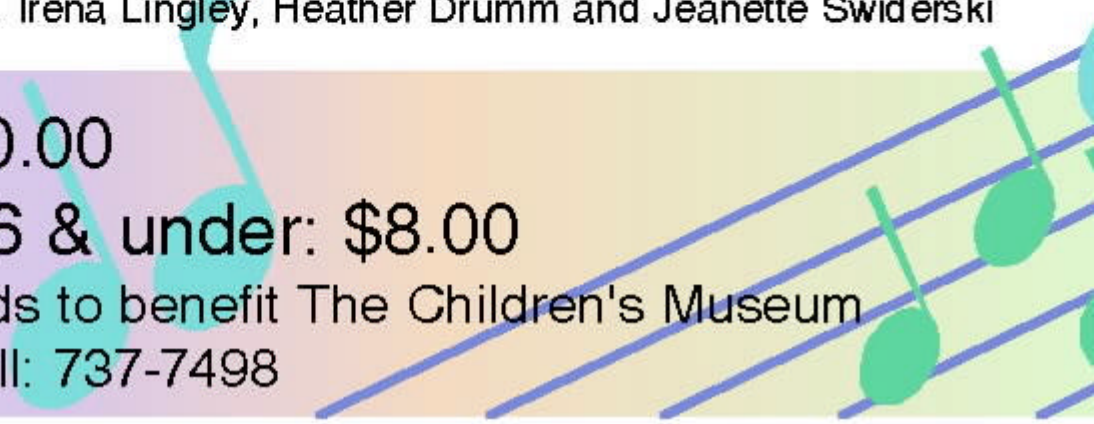 Irena Lingley, Heather Drumm and Jeanette Swiderski
0.00
6 & under: $8.00
ds to benefit The Children's Museum
ll: 737-7498